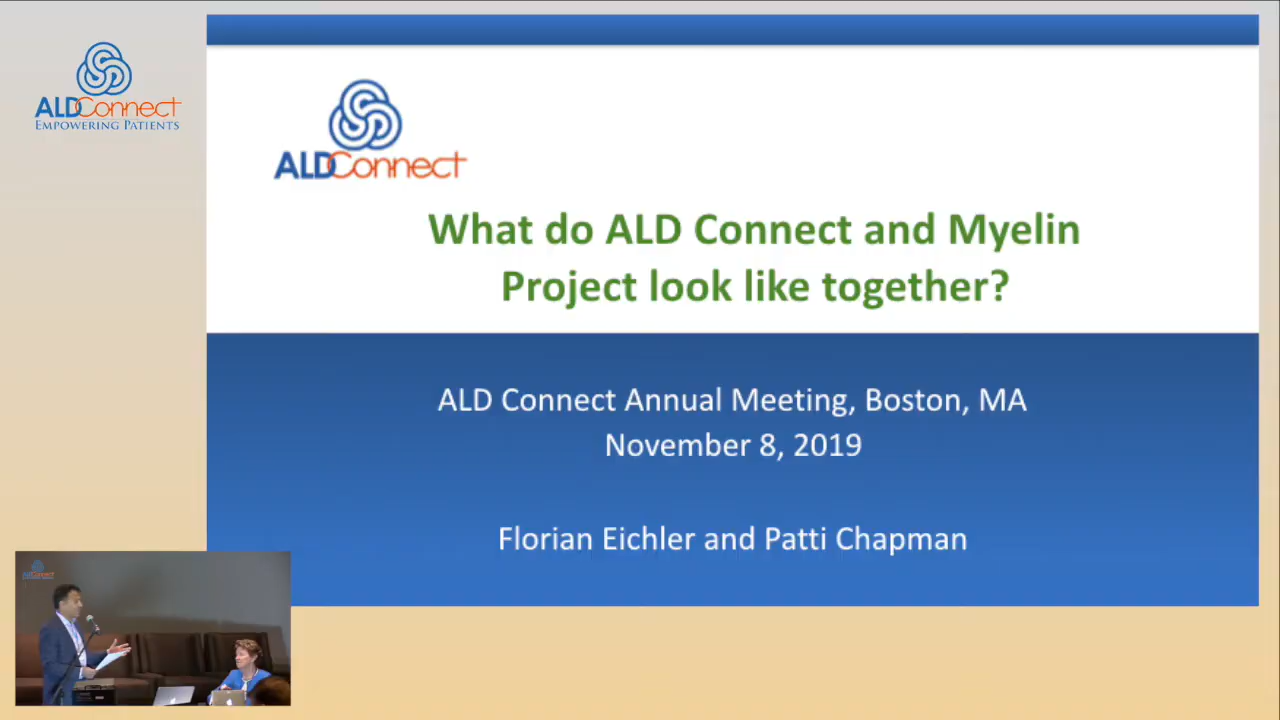 ALDConnect
EMPOWERING PATIENTS
ALDConnect
What do ALD Connect and Myelin
Project look like together?
ALD Connect Annual Meeting, Boston, MA
November 8, 2019
Florian Eichler and Patti Chapman
ALDConnect